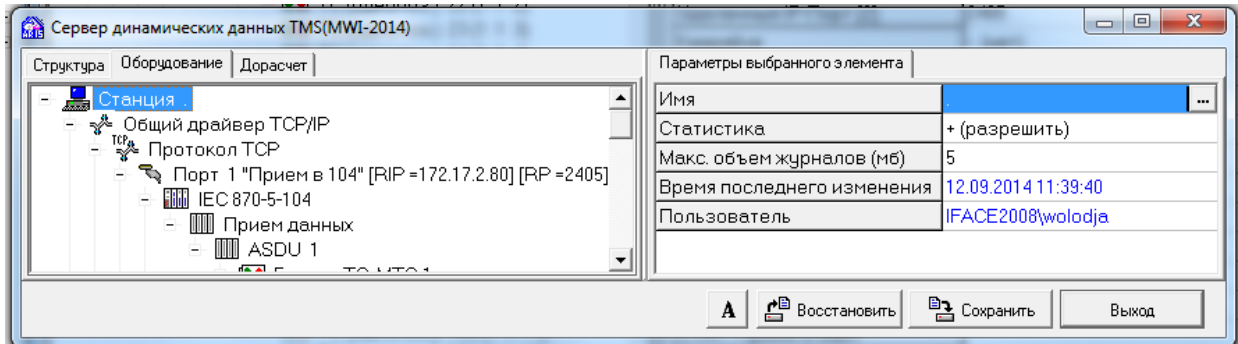 Сервер динамических данных TMS(MWI-2014)
Структура Оборудование Дорасчет
Станция .
Общий драйвер TCP/IP
TCP Протокол TCP
Порт 1 "Прием в 104" [RIP =172.17.2.80] [RP =2405]
IEC 870-5-104
Прием данных
ASDU 1
Параметры выбранного элемента
Имя . ...
Статистика + (разрешить)
Макс. объем журналов (мб) 5
Время последнего изменения 12.09.2014 11:39:40
Пользователь IFACE2008\wolodja
A Восстановить Сохранить Выход